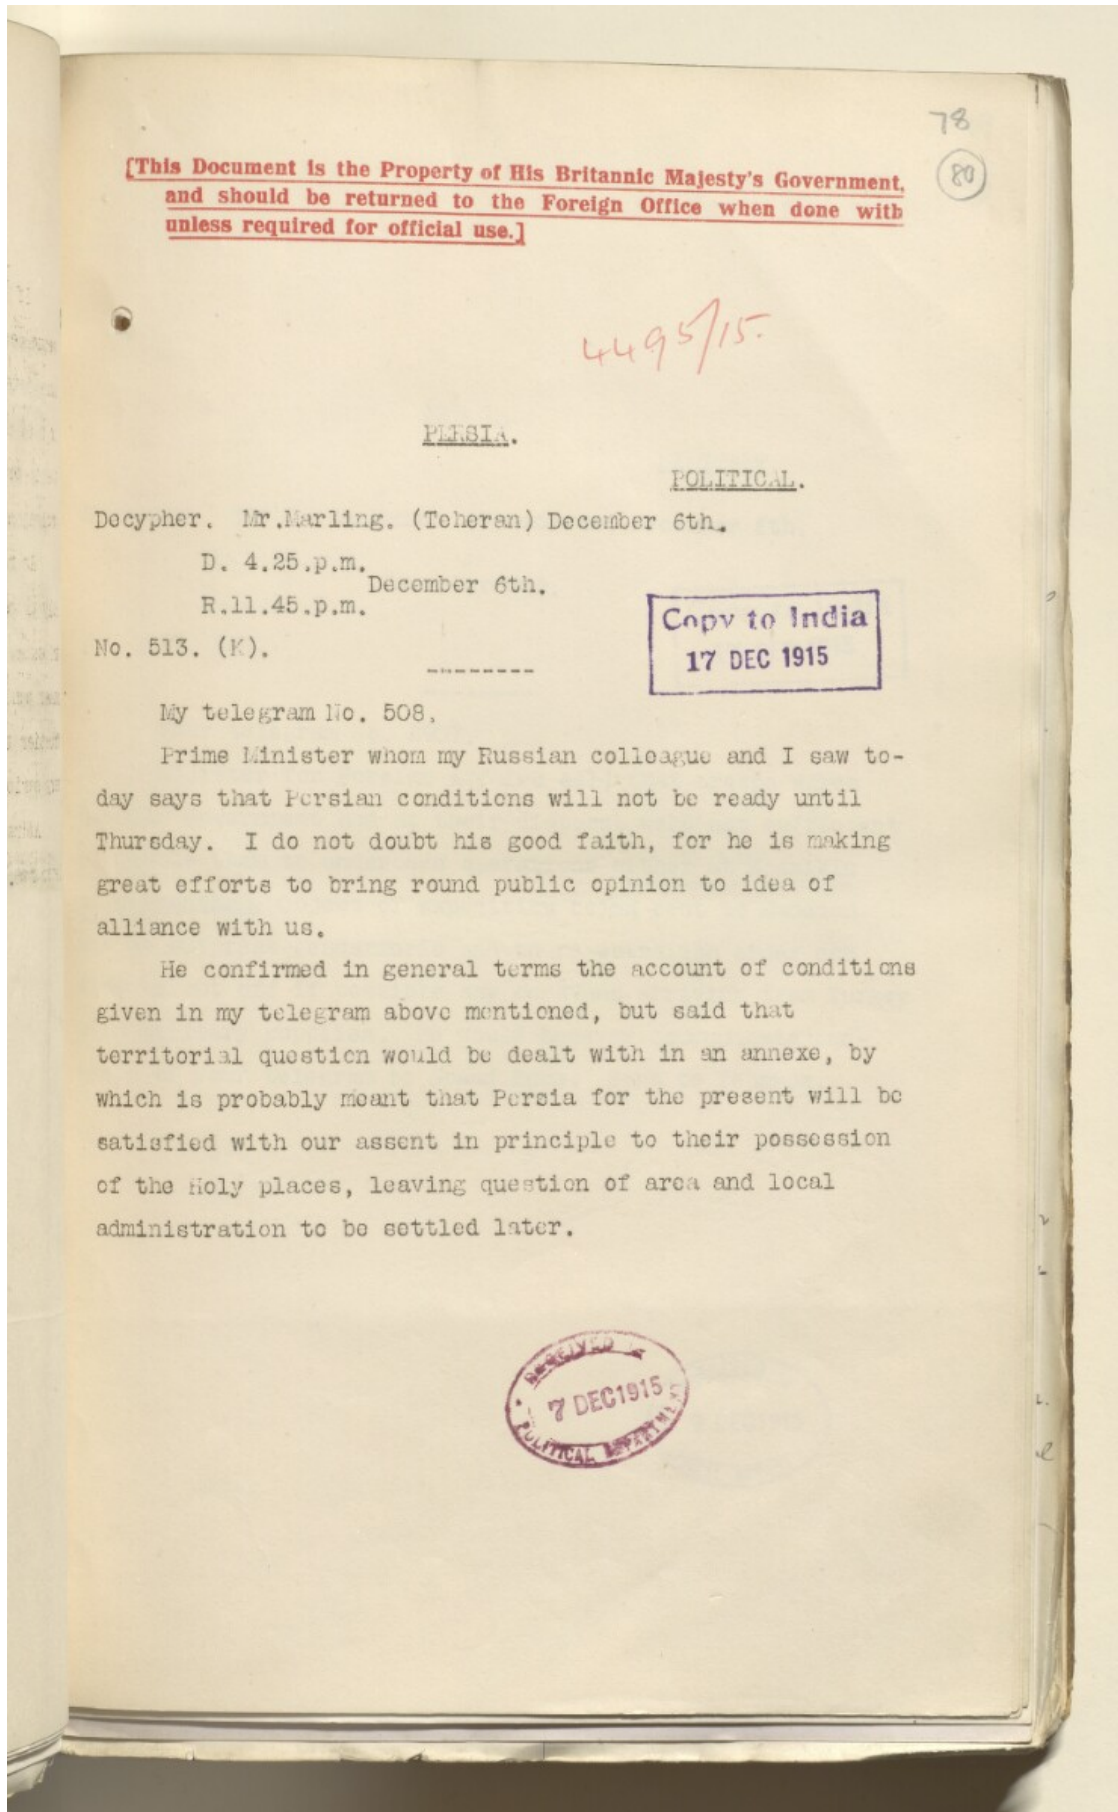 78
80
[This Document is the Property of His Britannic Majesty's Government,
and should be returned to the Foreign Office when done with
unless required for official use.]
4495/15.
PERSIA.
POLITICAL.
Decypher. Mr.Marling. (Teheran) December 6th.
D. 4.25.p.m.
December 6th.
R.11.45.p.m.
No. 513. (K).
--------
Copy to India
17 DEC 1915
My telegram No. 508.
Prime Minister whom my Russian colleague and I saw to-
day says that Persian conditions will not be ready until
Thursday. I do not doubt his good faith, for he is making
great efforts to bring round public opinion to idea of
alliance with us.
He confirmed in general terms the account of conditions
given in my telegram above mentioned, but said that
territorial question would be dealt with in an annexe, by
which is probably meant that Persia for the present will be
satisfied with our assent in principle to their possession
of the Holy places, leaving question of area and local
administration to be settled later.
RECEIVED
7 DEC 1915
POLITICAL DEPARTMENT